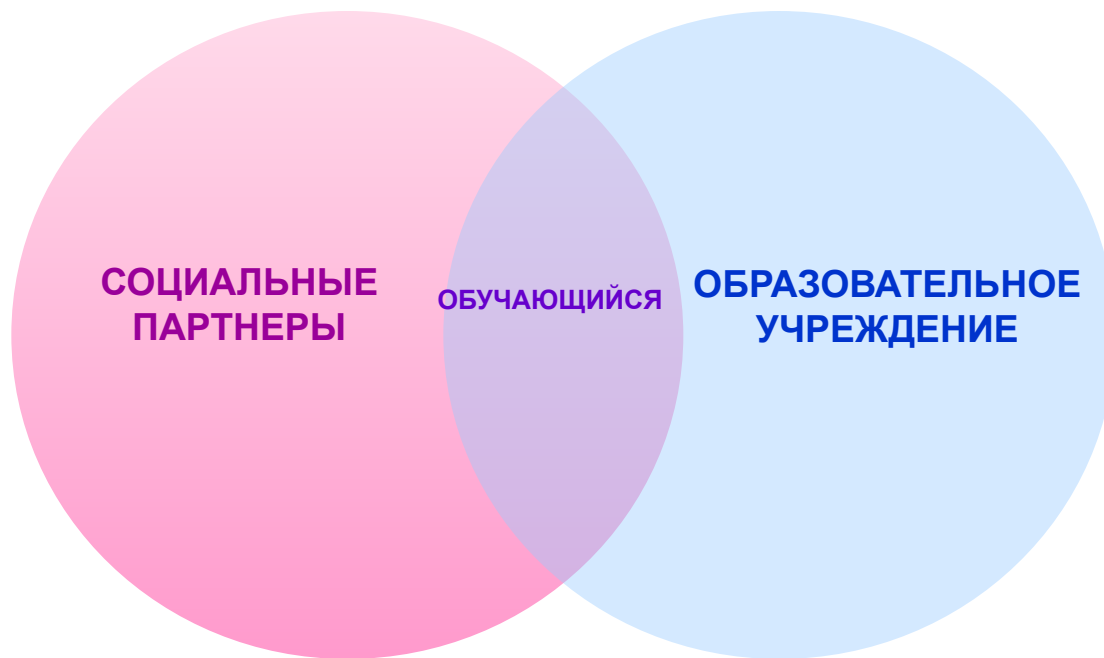 СОЦИАЛЬНЫЕ
ПАРТНЕРЫ
ОБУЧАЮЩИЙСЯ
ОБРАЗОВАТЕЛЬНОЕ
УЧРЕЖДЕНИЕ